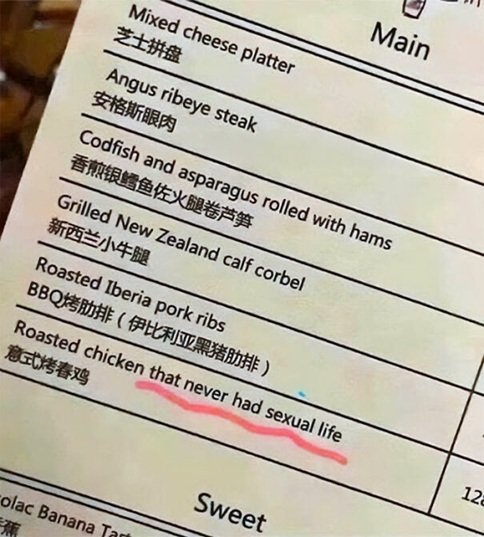 Main
Mixed cheese platter
芝士拼盘
Angus ribeye steak
安格斯眼肉
Codfish and asparagus rolled with hams
香煎银鳕鱼佐火腿卷芦笋
Grilled New Zealand calf corbel
新西兰小牛腿
Roasted Iberia pork ribs
BBQ烤肋排（伊比利亚黑猪肋排）
Roasted chicken that never had sexual life
意式烤春鸡
128
Sweet
Banana